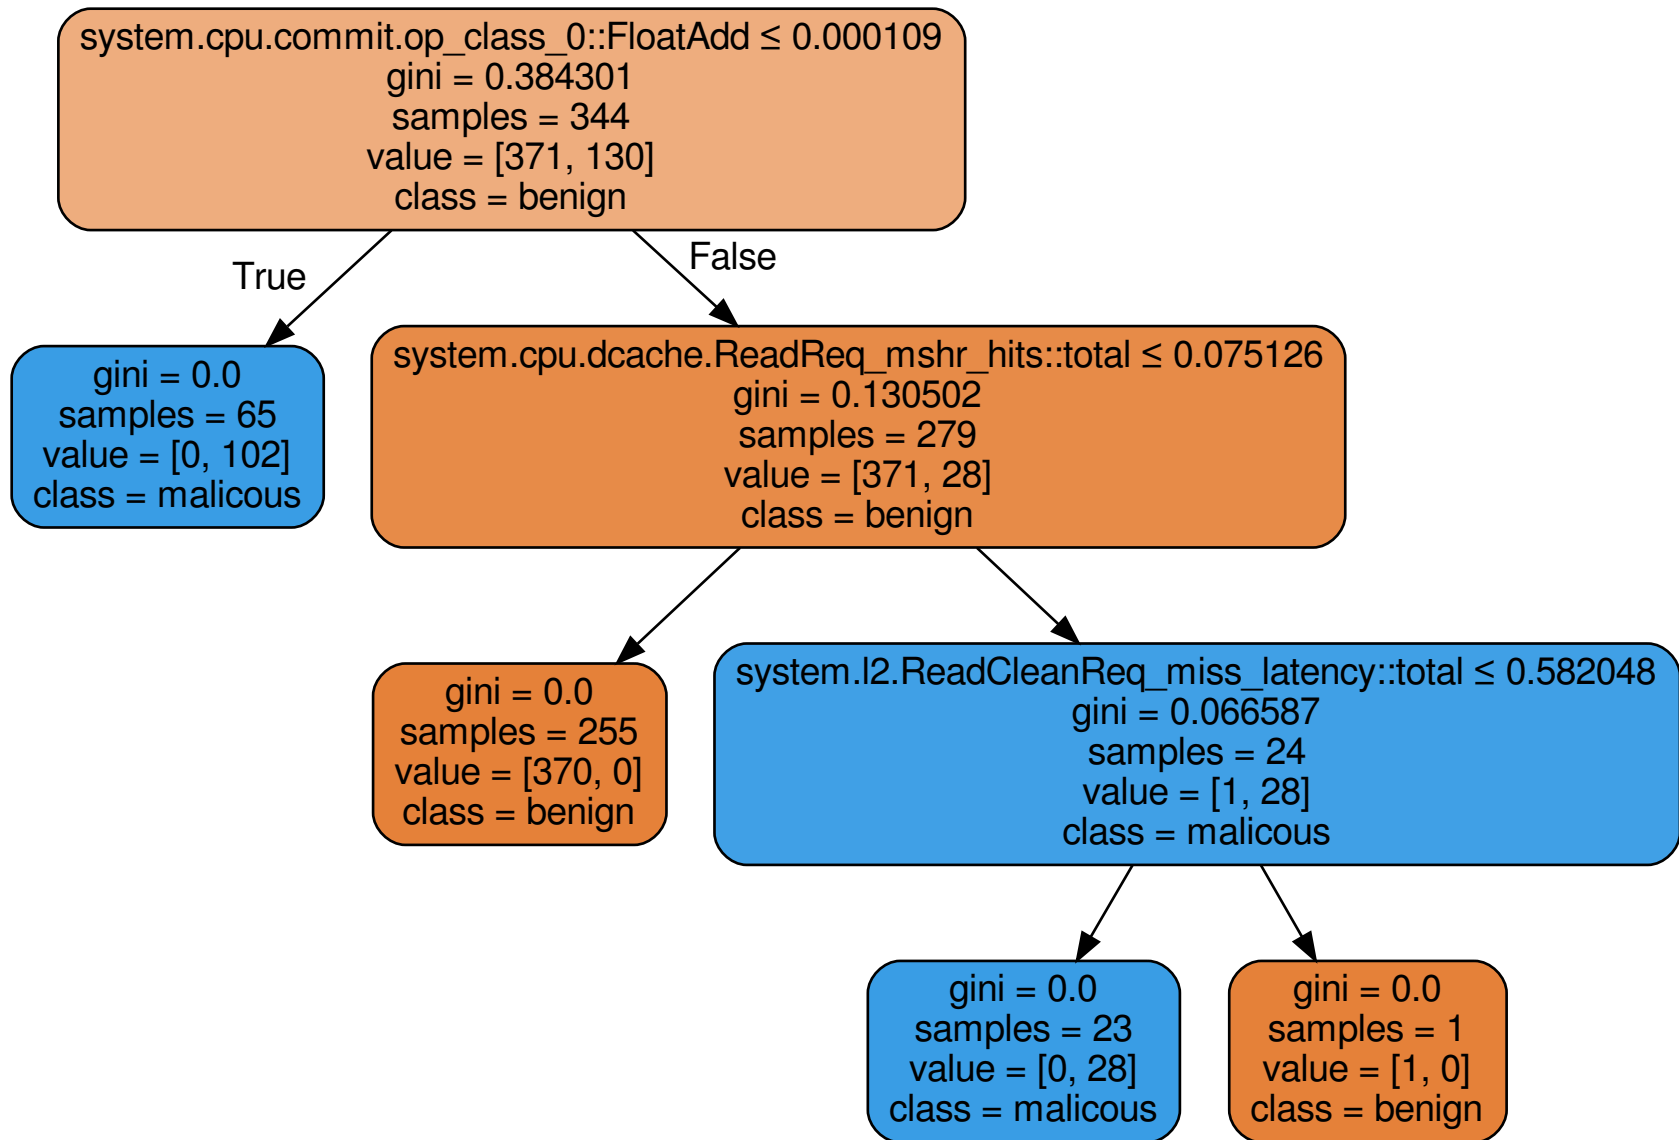 system.cpu.commit.op_class_0::FloatAdd ≤ 0.000109
gini = 0.384301
samples = 344
value = [371, 130]
class = benign
True
False
gini = 0.0
samples = 65
value = [0, 102]
class = malicous
system.cpu.dcache.ReadReq_mshr_hits::total ≤ 0.075126
gini = 0.130502
samples = 279
value = [371, 28]
class = benign
gini = 0.0
samples = 255
value = [370, 0]
class = benign
system.l2.ReadCleanReq_miss_latency::total ≤ 0.582048
gini = 0.066587
samples = 24
value = [1, 28]
class = malicous
gini = 0.0
samples = 23
value = [0, 28]
class = malicous
gini = 0.0
samples = 1
value = [1, 0]
class = benign